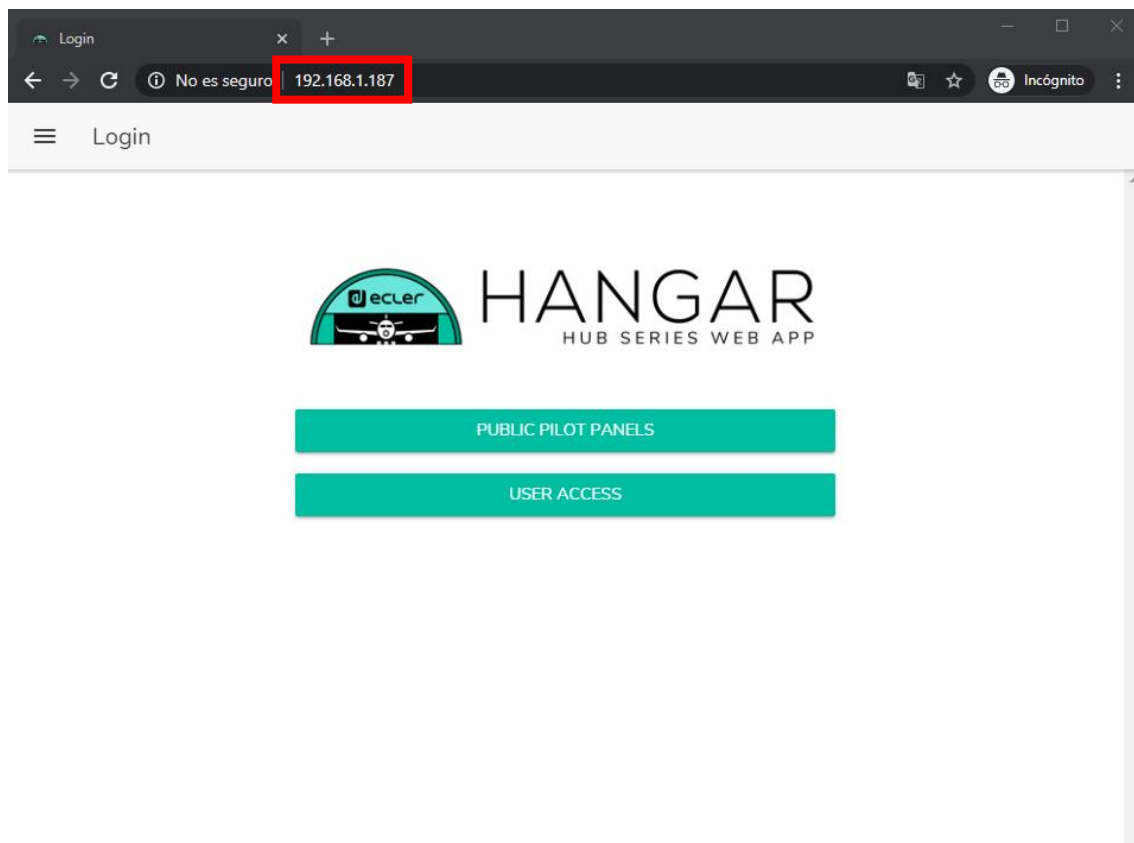 Login
No es seguro
192.168.1.187
Incógnito
Login
ecler
HANGAR
HUB SERIES WEB APP
PUBLIC PILOT PANELS
USER ACCESS